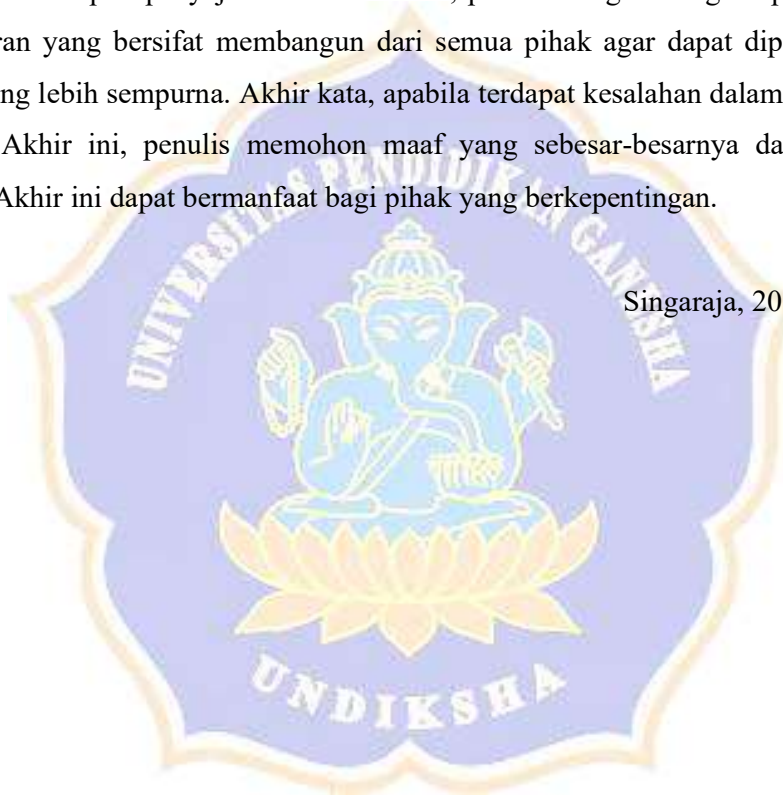 ran yang bersifat membangun dari semua pihak agar dapat dip
ng lebih sempurna. Akhir kata, apabila terdapat kesalahan dalam
Akhir ini, penulis memohon maaf yang sebesar-besarnya da
Akhir ini dapat bermanfaat bagi pihak yang berkepentingan.
UNIVERSITAS PENDIDIKAN GANESHA
Singaraja, 20
UNDIKSHA